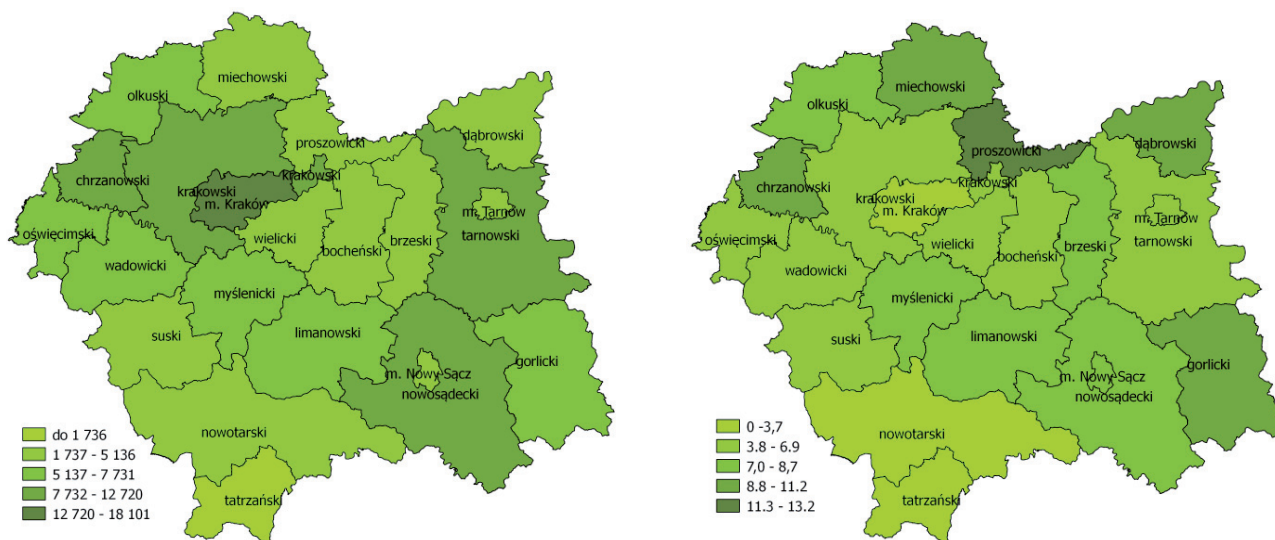 miechowski
olkuski
dąbrowski
proszowicki
chrzanowski
krakowski
krakowski
m. Kraków
m. Tarnów
oświęcimski
wielicki
bocheński
brzeski
tarnowski
wadowicki
myślenicki
limanowski
suski
gorlicki
m. Nowy-Sącz
nowosądecki
nowotarski
tatrzański
do 1 736
1 737 - 5 136
5 137 - 7 731
7 732 - 12 720
12 720 - 18 101
miechowski
olkuski
dąbrowski
proszowicki
chrzanowski
krakowski
krakowski
m. Kraków
m. Tarnów
oświęcimski
wielicki
bocheński
brzeski
tarnowski
wadowicki
myślenicki
limanowski
suski
gorlicki
m. Nowy-Sącz
nowosądecki
nowotarski
tatrzański
0 -3,7
3.8 - 6.9
7,0 - 8,7
8.8 - 11.2
11.3 - 13.2